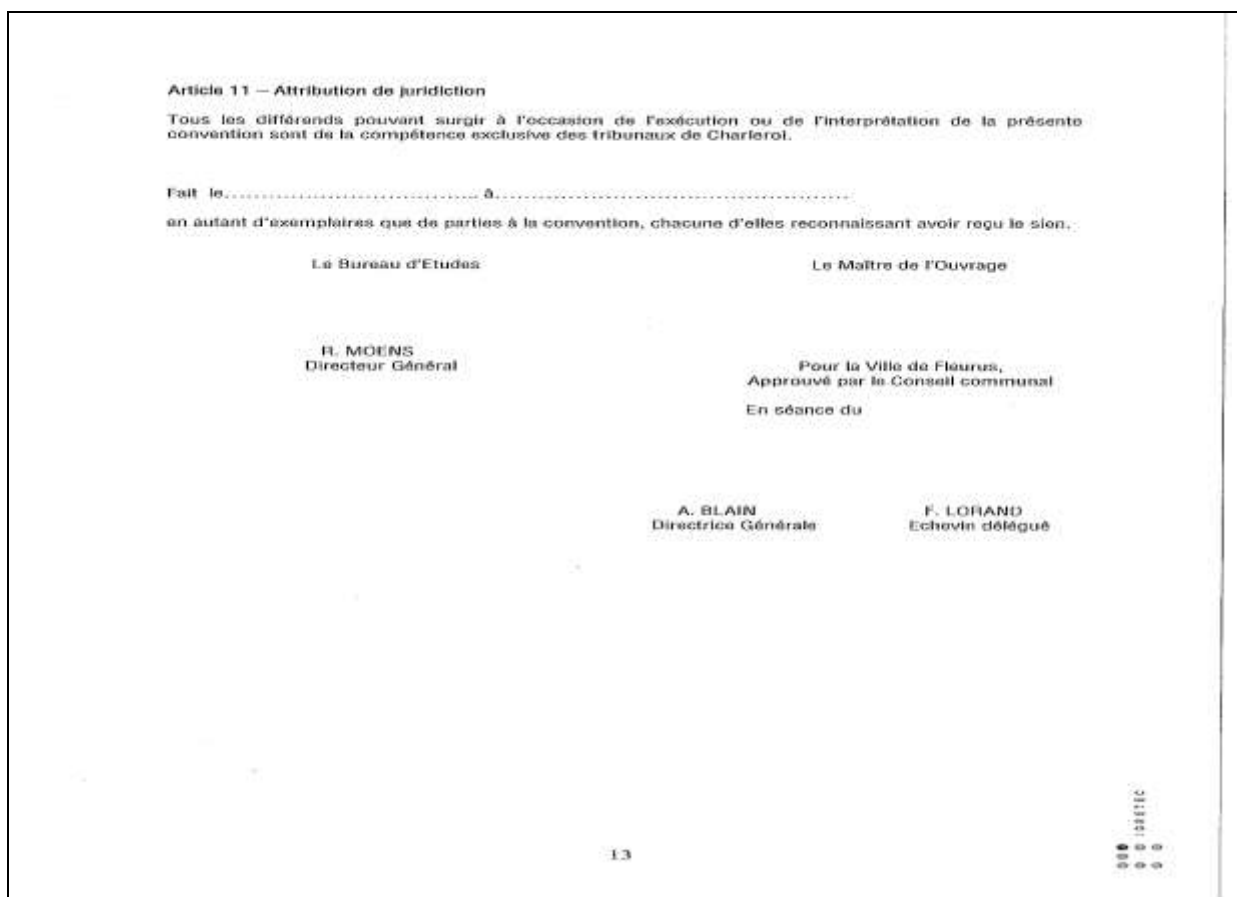 Article 11 – Attribution de juridiction
Tous les différends pouvant surgir à l'occasion de l'exécution ou de l'interprétation de la présente
convention sont de la compétence exclusive des tribunaux de Charleroi.
Fait le.................................. à...............................................
en autant d'exemplaires que de parties à la convention, chacune d'elles reconnaissant avoir reçu le sien.
Le Bureau d'Etudes Le Maître de l'Ouvrage
R. MOENS
Directeur Général
Pour la Ville de Fleurus,
Approuvé par le Conseil communal
En séance du
A. BLAIN F. LORAND
Directrice Générale Echevin délégué
13
IGRETEC